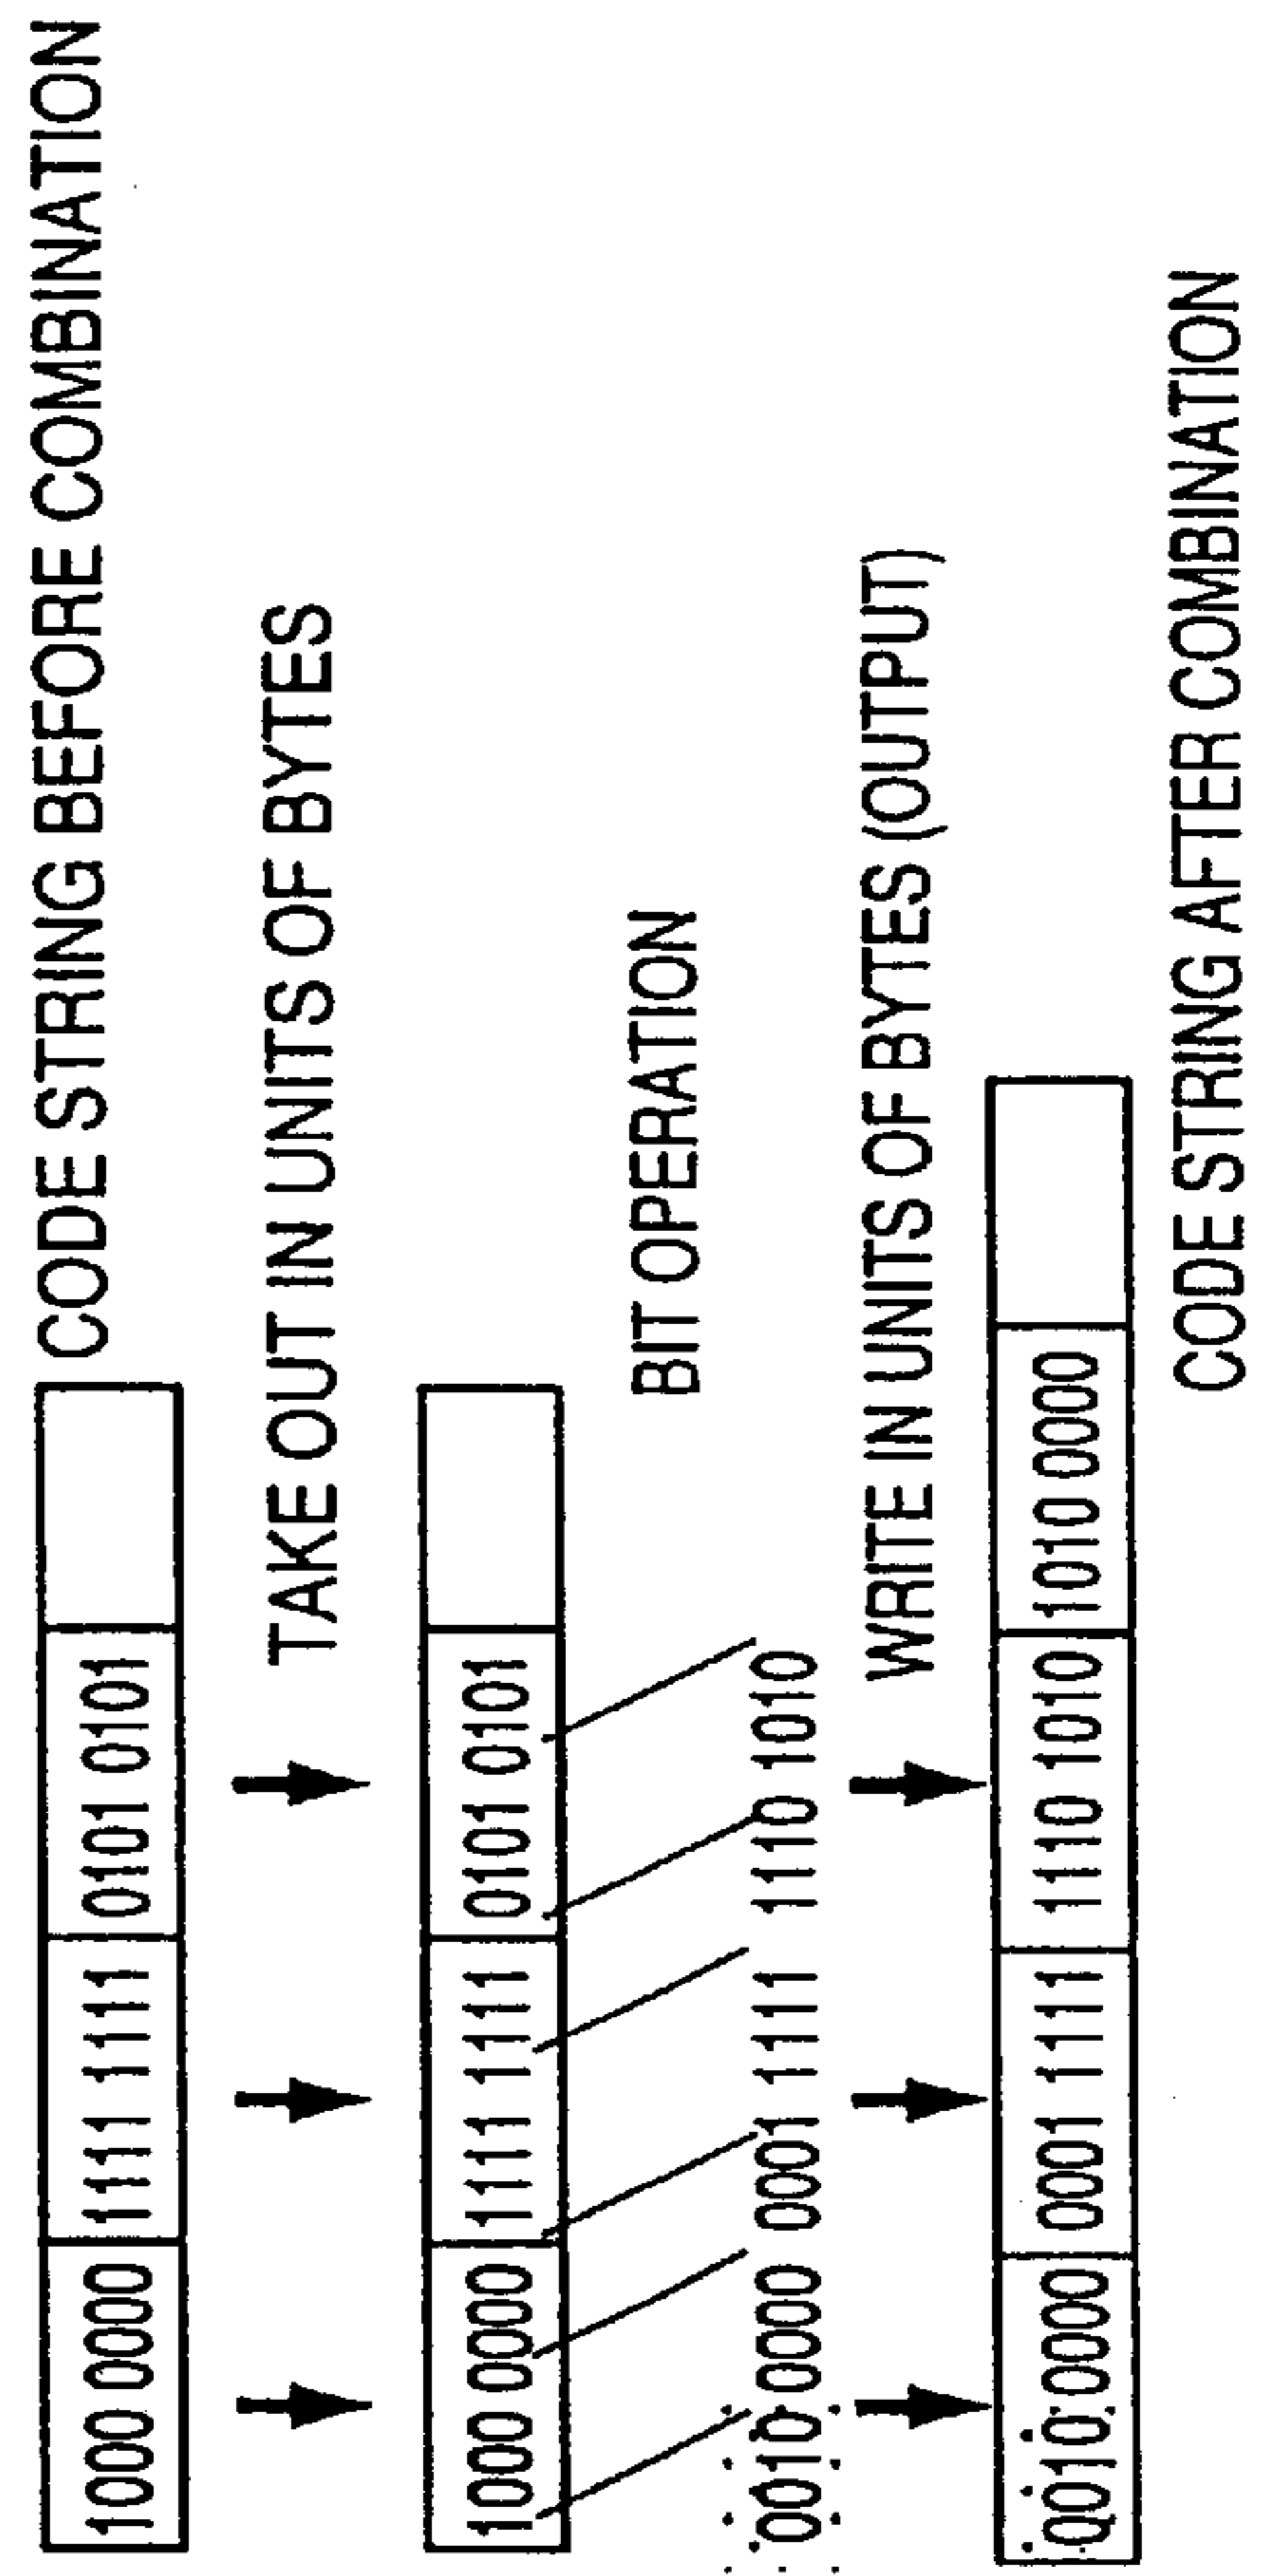 1000 0000 1111 1111 0101 0101
CODE STRING BEFORE COMBINATION
TAKE OUT IN UNITS OF BYTES
1000 0000 1111 1111 0101 0101
BIT OPERATION
0010 0000 0001 1111 1110 1010
WRITE IN UNITS OF BYTES (OUTPUT)
0010 0000 0001 1111 1110 1010 1010 0000
CODE STRING AFTER COMBINATION